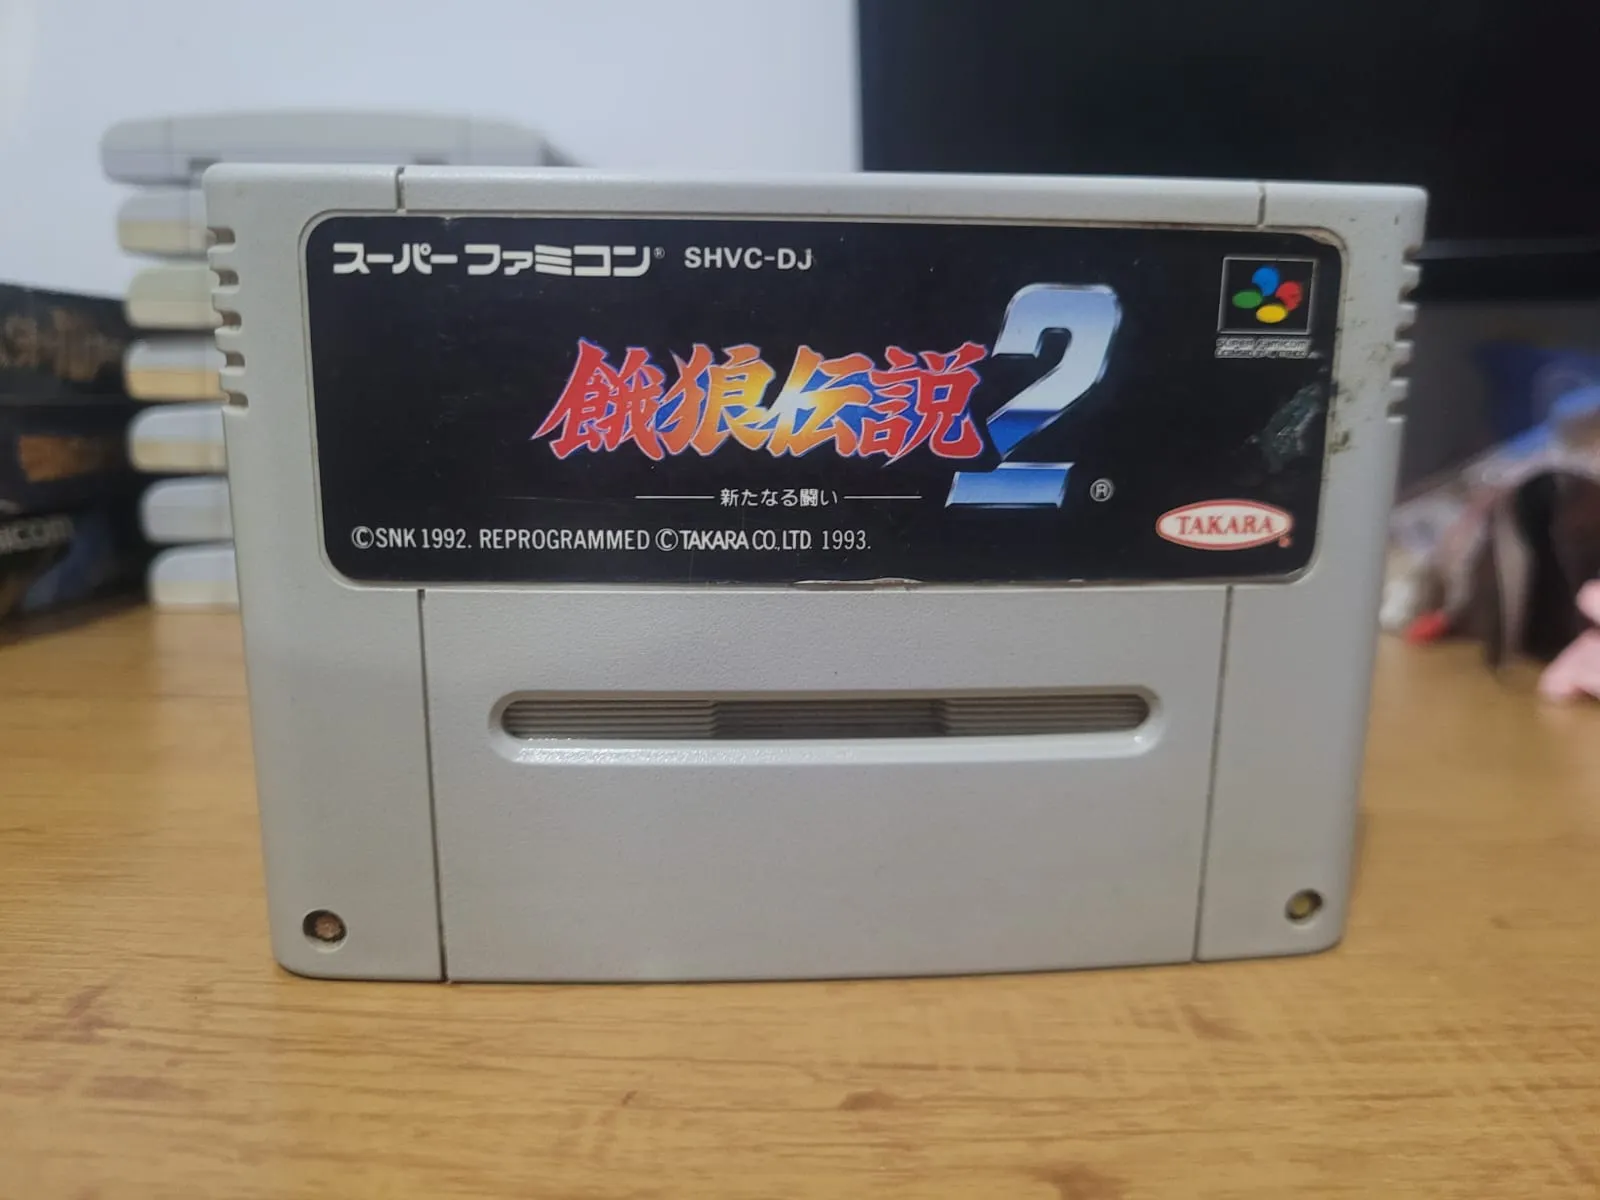 スーパーファミコン® SHVC-DJ
餓狼伝説2
新たなる闘い
®
©SNK 1992. REPROGRAMMED ©TAKARA CO.,LTD. 1993.
TAKARA